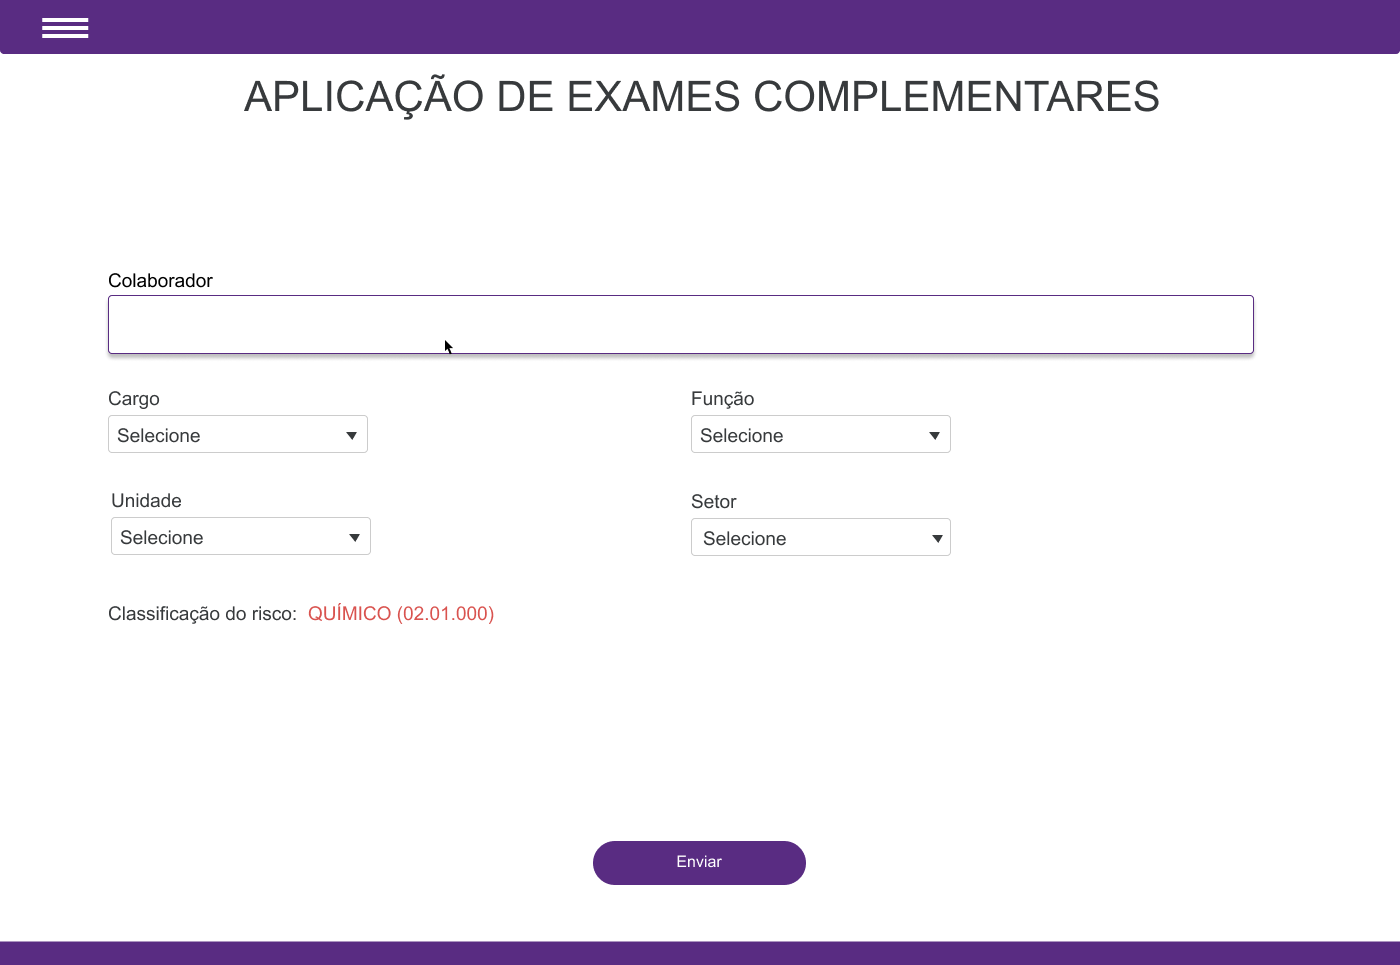 APLICAÇÃO DE EXAMES COMPLEMENTARES
Colaborador
Cargo
Função
Selecione
Selecione
Unidade
Setor
Selecione
Selecione
Classificação do risco: QUÍMICO (02.01.000)
Enviar